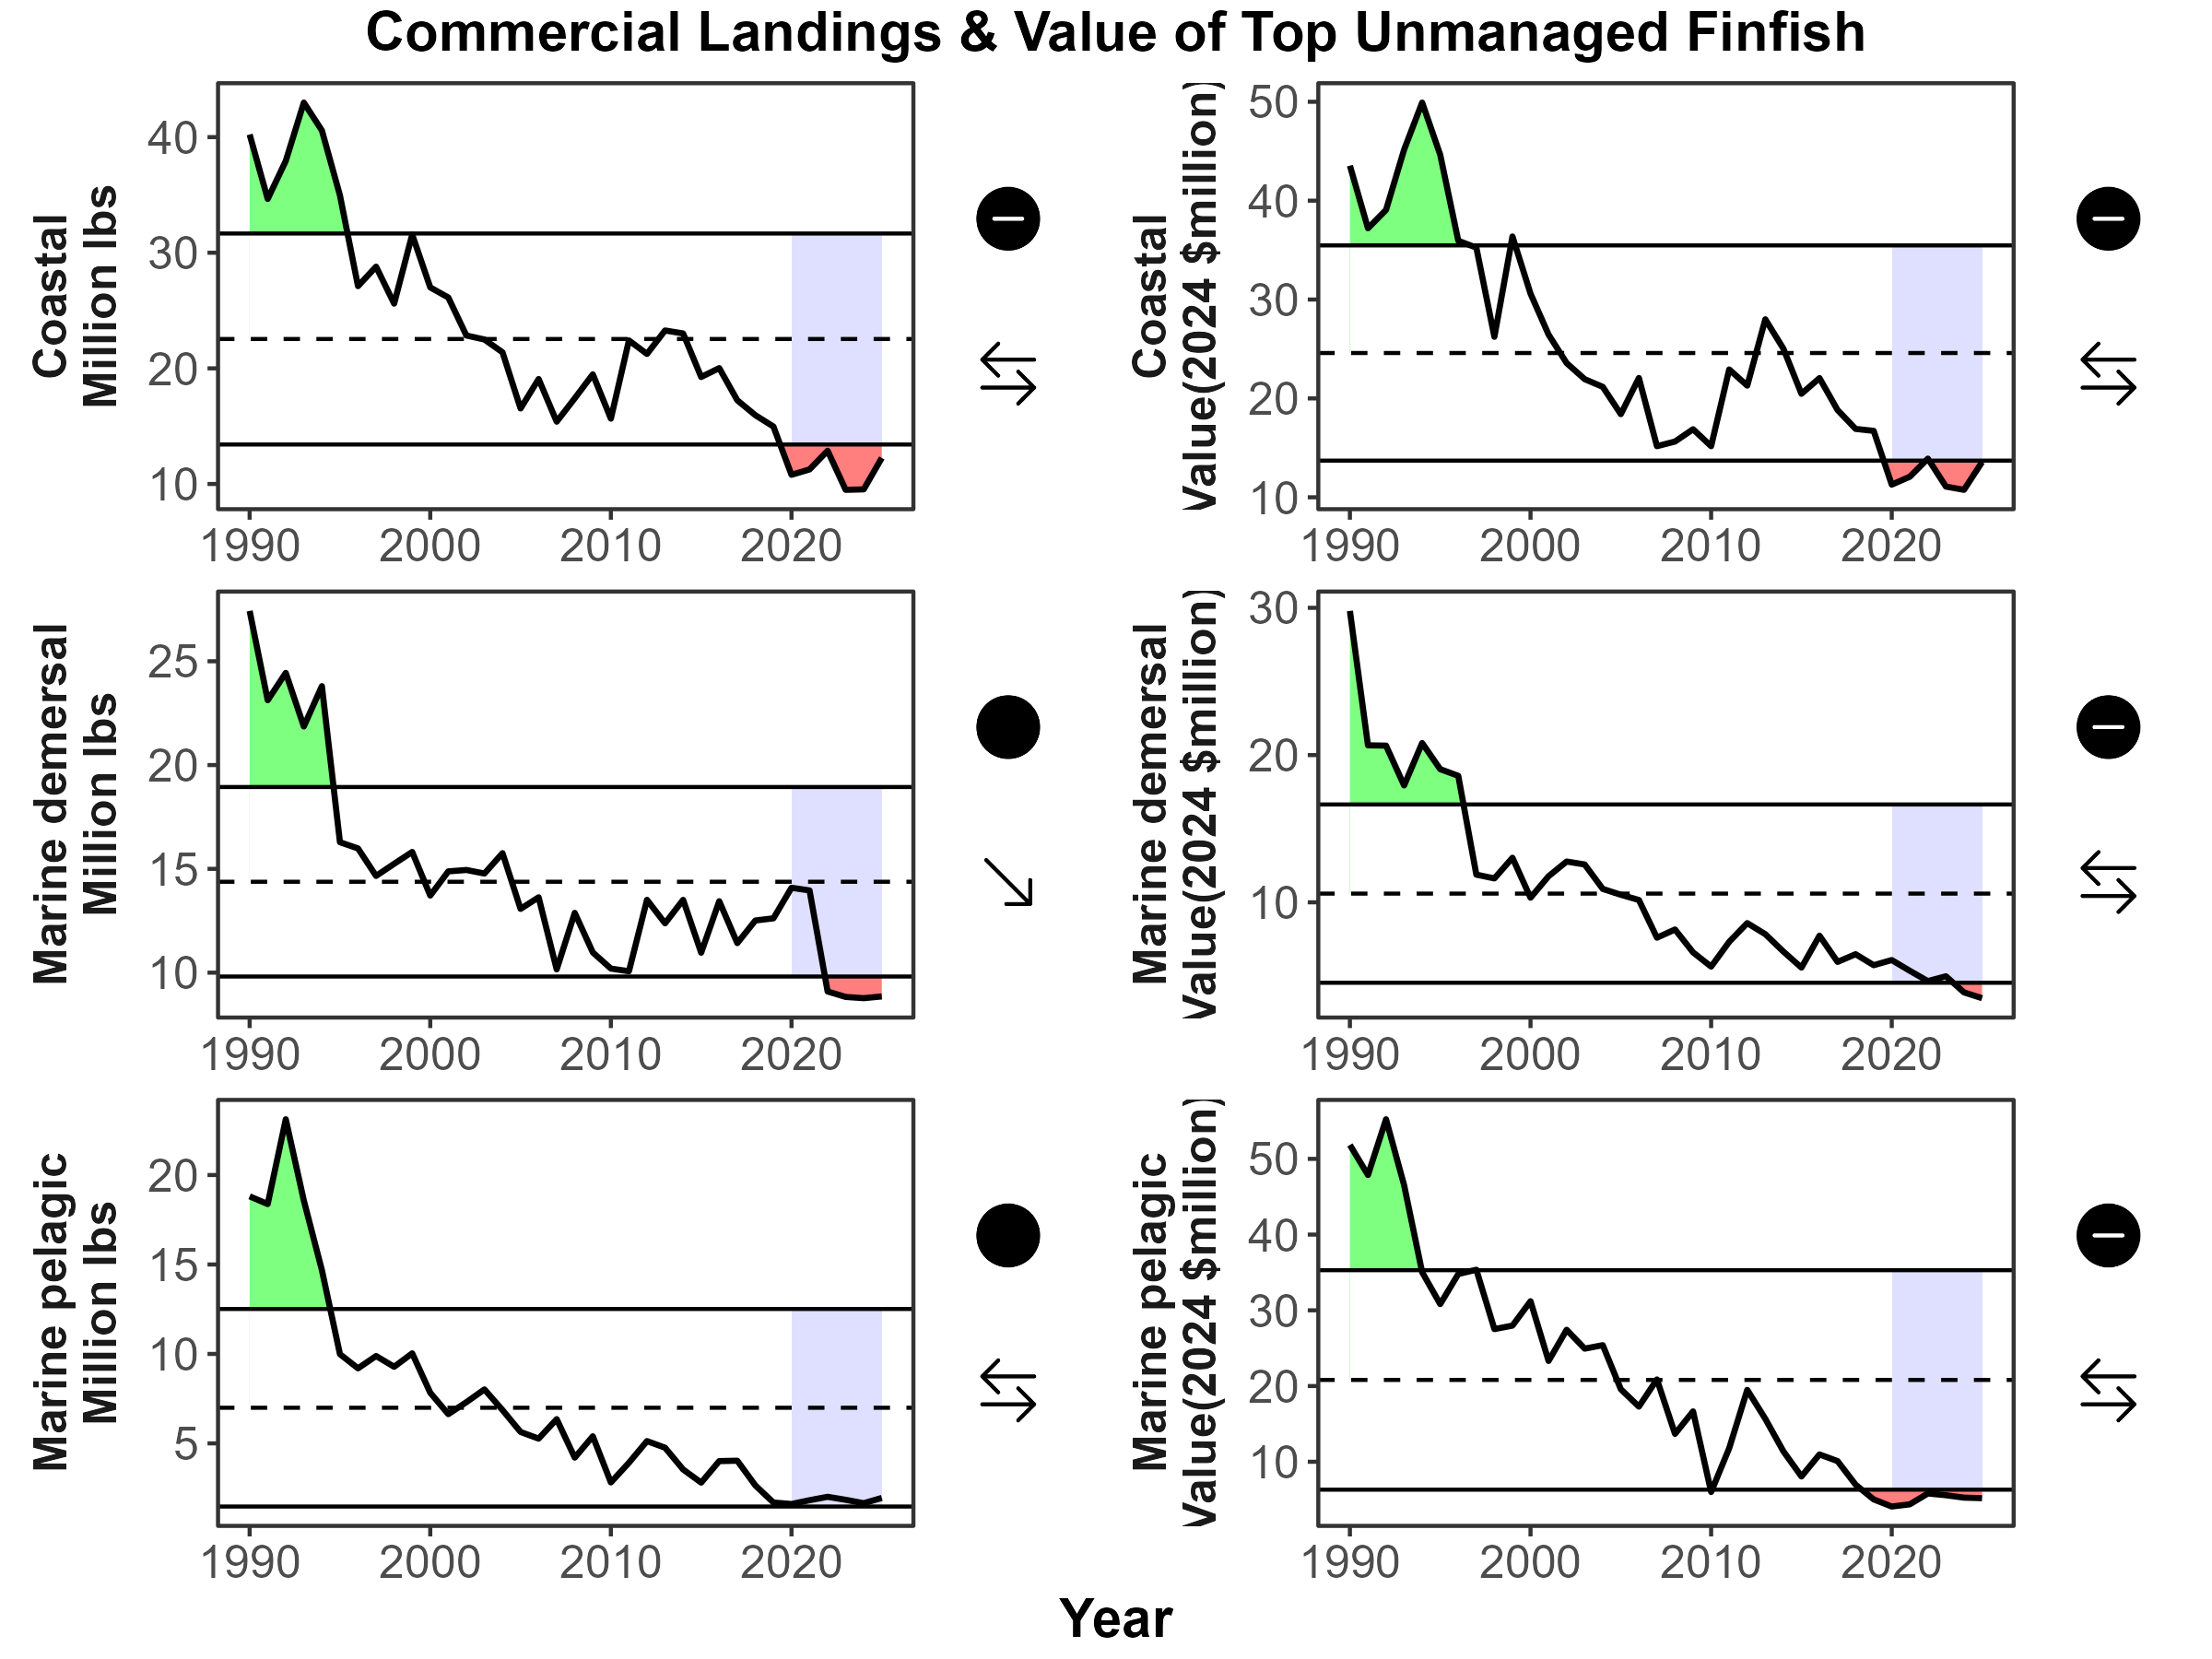 Commercial Landings & Value of Top Unmanaged Finfish
Coastal
Million lbs
40
30
20
10
1990 2000 2010 2020
Coastal
Value(2024 $million)
50
40
30
20
10
1990 2000 2010 2020
Marine demersal
Million lbs
25
20
15
10
1990 2000 2010 2020
Marine demersal
Value(2024 $million)
30
20
10
1990 2000 2010 2020
Marine pelagic
Million lbs
20
15
10
5
1990 2000 2010 2020
Marine pelagic
Value(2024 $million)
50
40
30
20
10
1990 2000 2010 2020
Year